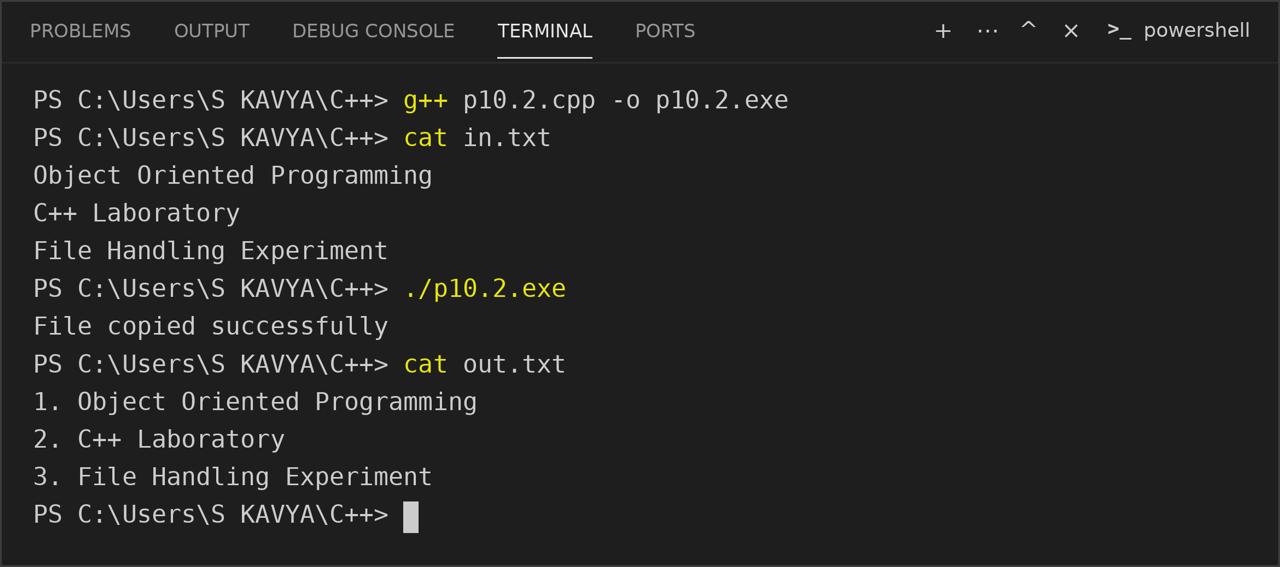 PROBLEMS OUTPUT DEBUG CONSOLE TERMINAL PORTS + ... ^ × >_ powershell
PS C:\Users\S KAVYA\C++> g++ p10.2.cpp -o p10.2.exe
PS C:\Users\S KAVYA\C++> cat in.txt
Object Oriented Programming
C++ Laboratory
File Handling Experiment
PS C:\Users\S KAVYA\C++> ./p10.2.exe
File copied successfully
PS C:\Users\S KAVYA\C++> cat out.txt
1. Object Oriented Programming
2. C++ Laboratory
3. File Handling Experiment
PS C:\Users\S KAVYA\C++>